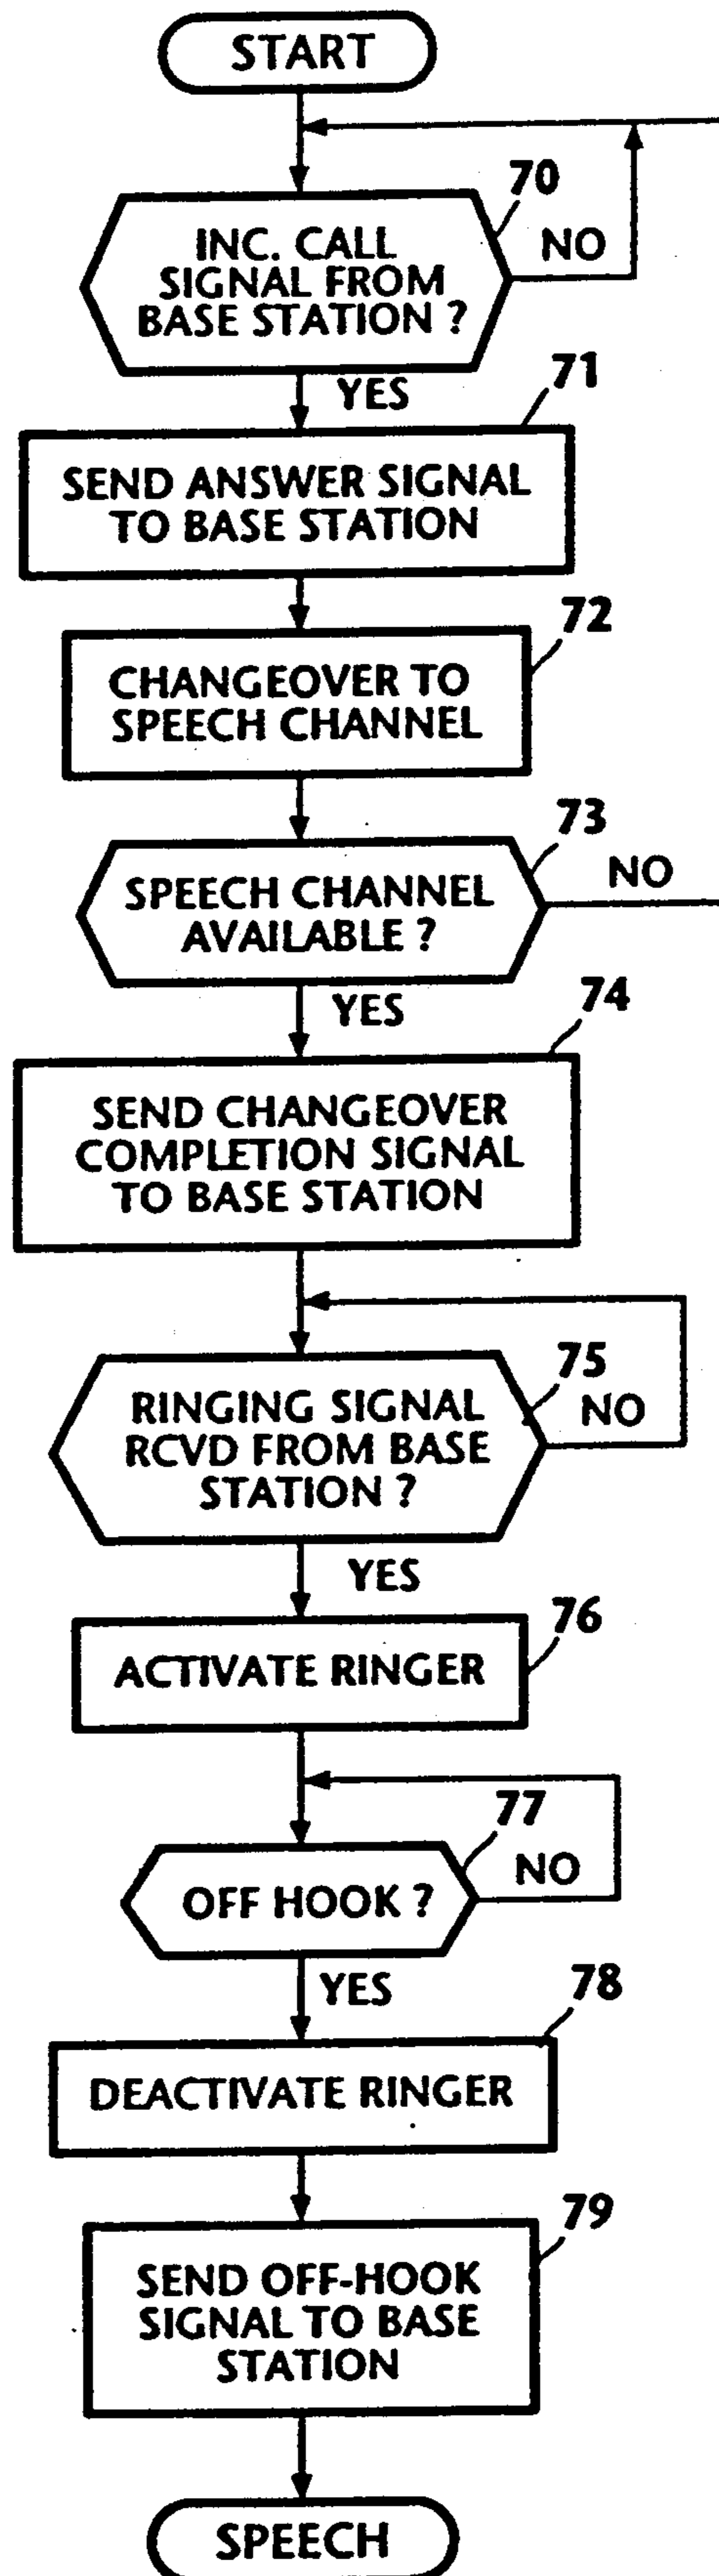 START
70
INC. CALL
SIGNAL FROM
BASE STATION ?
NO
YES
71
SEND ANSWER SIGNAL
TO BASE STATION
72
CHANGEOVER TO
SPEECH CHANNEL
73
SPEECH CHANNEL
AVAILABLE ?
NO
YES
74
SEND CHANGEOVER
COMPLETION SIGNAL
TO BASE STATION
75
RINGING SIGNAL
RCVD FROM BASE
STATION ?
NO
YES
76
ACTIVATE RINGER
77
OFF HOOK ?
NO
YES
78
DEACTIVATE RINGER
79
SEND OFF-HOOK
SIGNAL TO BASE
STATION
SPEECH